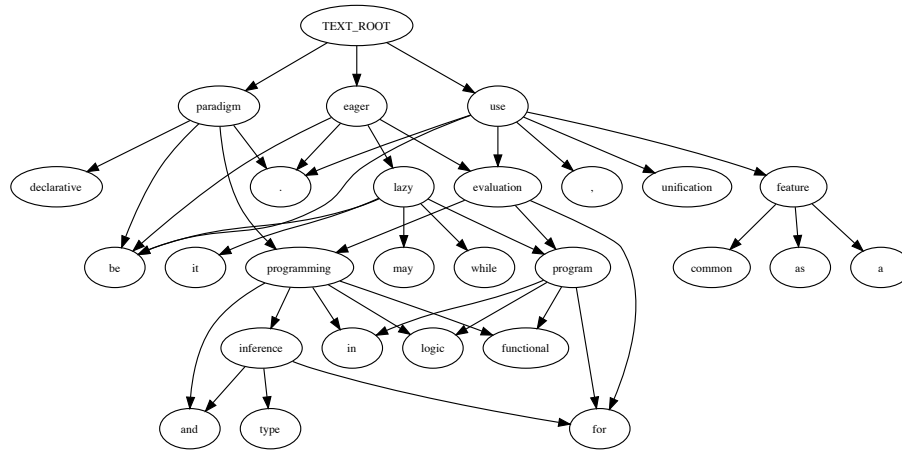 TEXT_ROOT
paradigm eager use
declarative . lazy evaluation , unification feature
be it programming may while program common as a
inference in logic functional
and type for